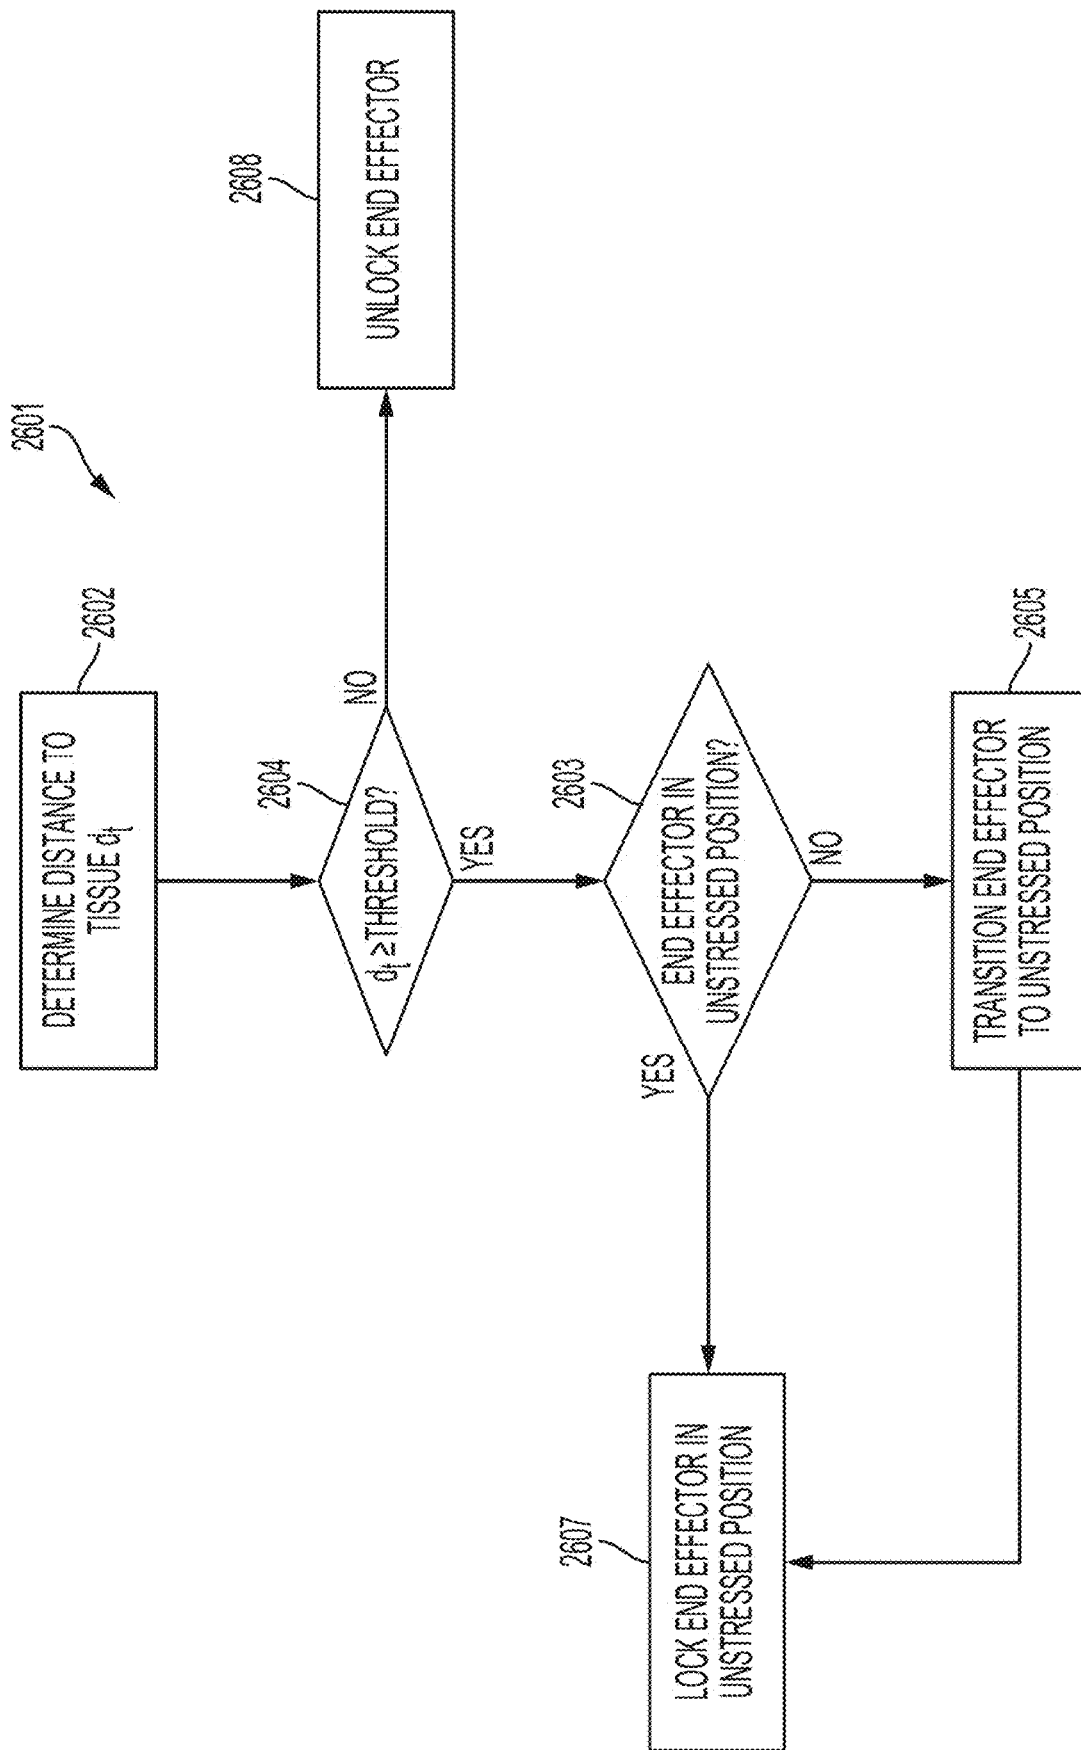 2601
2602
DETERMINE DISTANCE TO
TISSUE dt
2604
dt ≥THRESHOLD?
NO
2608
UNLOCK END EFFECTOR
YES
2603
END EFFECTOR IN
UNSTRESSED POSITION?
YES
NO
2607
LOCK END EFFECTOR IN
UNSTRESSED POSITION
2605
TRANSITION END EFFECTOR
TO UNSTRESSED POSITION